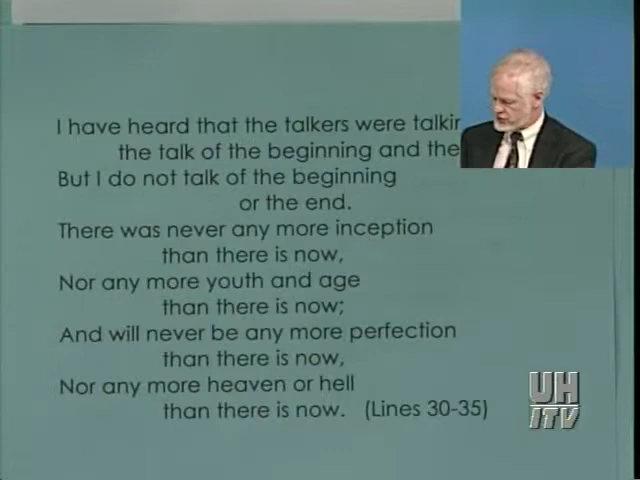 I have heard that the talkers were
the talk of the beginning and the
But I do not talk of the beginning
or the end.
There was never any more inception
than there is now,
Nor any more youth and age
than there is now;
And will never be any more perfection
than there is now,
Nor any more heaven or hell
than there is now. (Lines 30-35)
UH
ITV